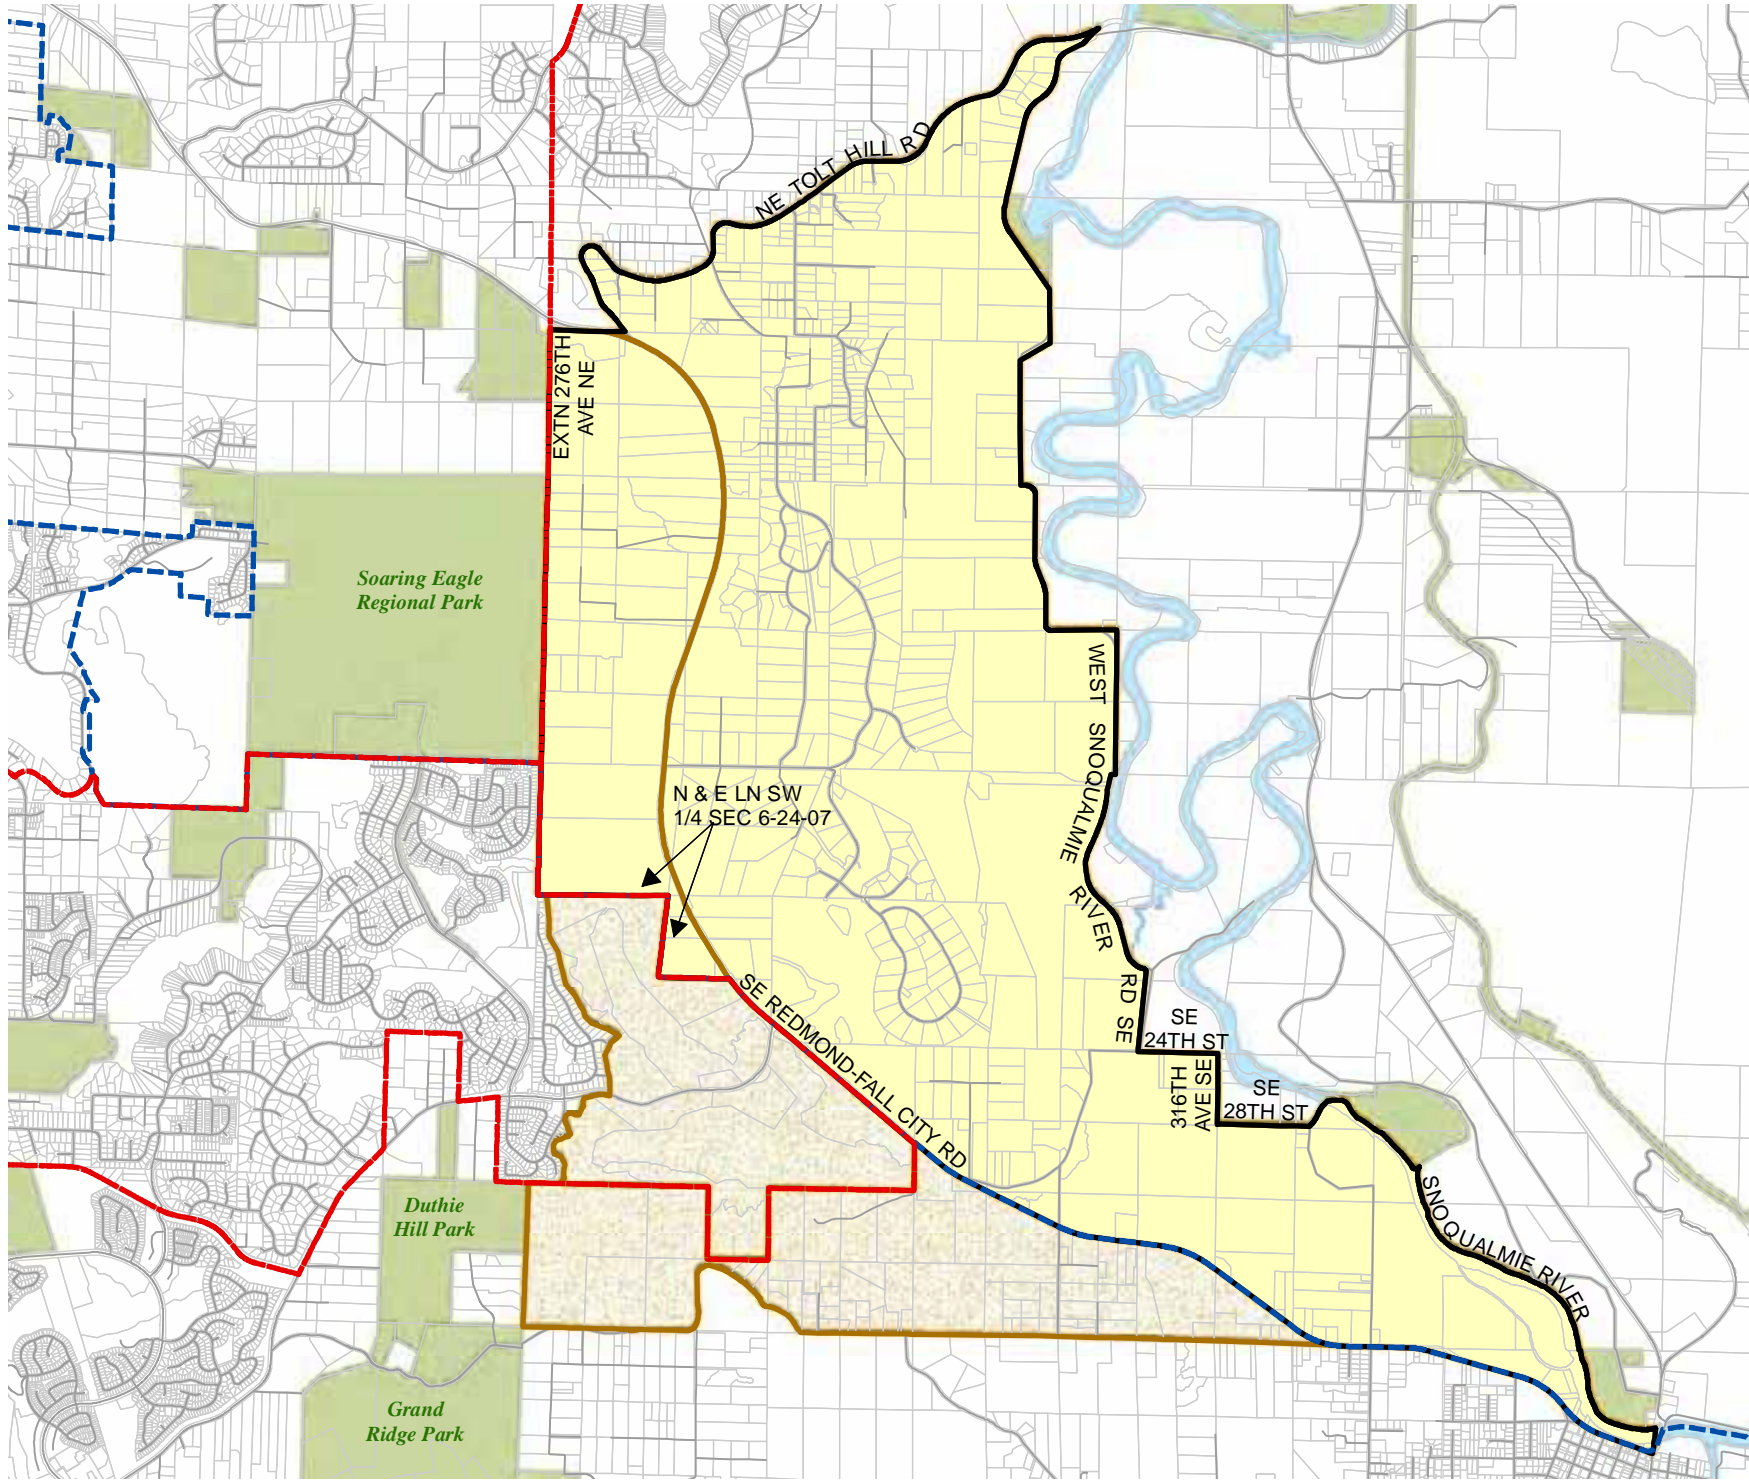 NE TOLT HILL RD
EXTN 276TH
AVE NE
Soaring Eagle
Regional Park
WEST SNOQUALMIE RIVER RD SE
N & E LN SW
1/4 SEC 6-24-07
SE REDMOND-FALL CITY RD
SE
24TH ST
316TH
AVE SE
SE
28TH ST
SNOQUALMIE RIVER
Duthie
Hill Park
Grand
Ridge Park